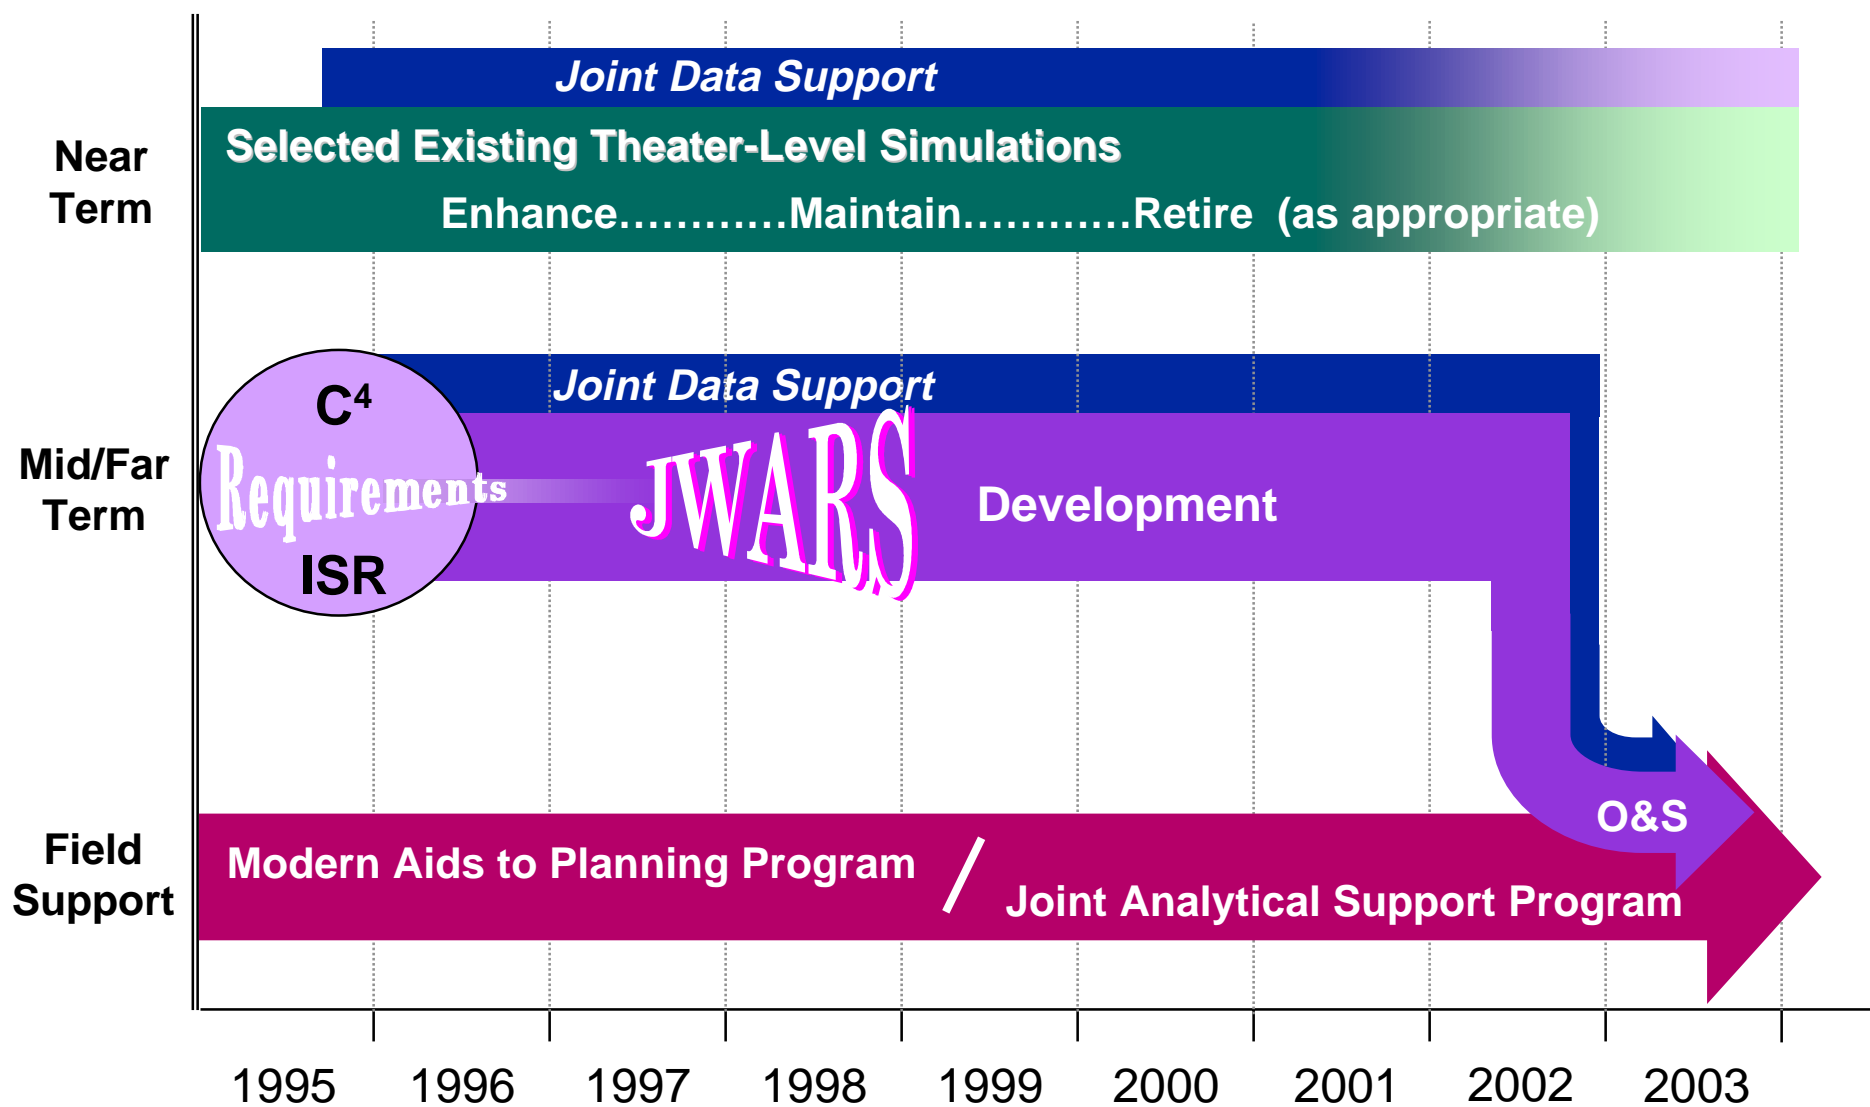 Joint Data Support
Near
Term
Selected Existing Theater-Level Simulations
Enhance............Maintain............Retire (as appropriate)
Mid/Far
Term
Joint Data Support
C⁴
Requirements
ISR
JWARS
Development
O&S
Field
Support
Modern Aids to Planning Program
/
Joint Analytical Support Program
1995 1996 1997 1998 1999 2000 2001 2002 2003